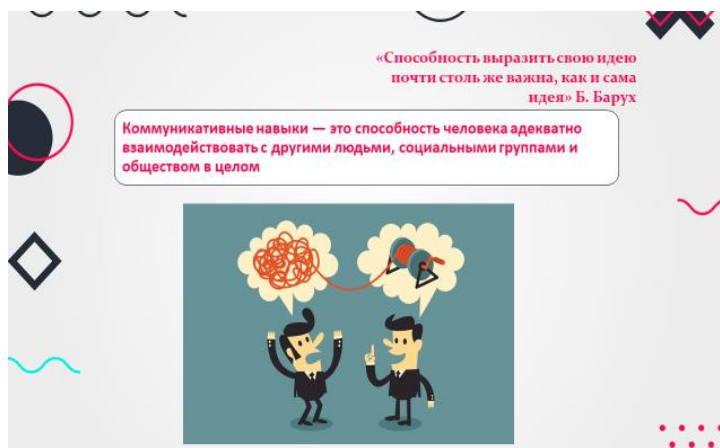 «Способность выразить свою идею
почти столь же важна, как и сама
идея» Б. Барух
Коммуникативные навыки — это способность человека адекватно
взаимодействовать с другими людьми, социальными группами и
обществом в целом